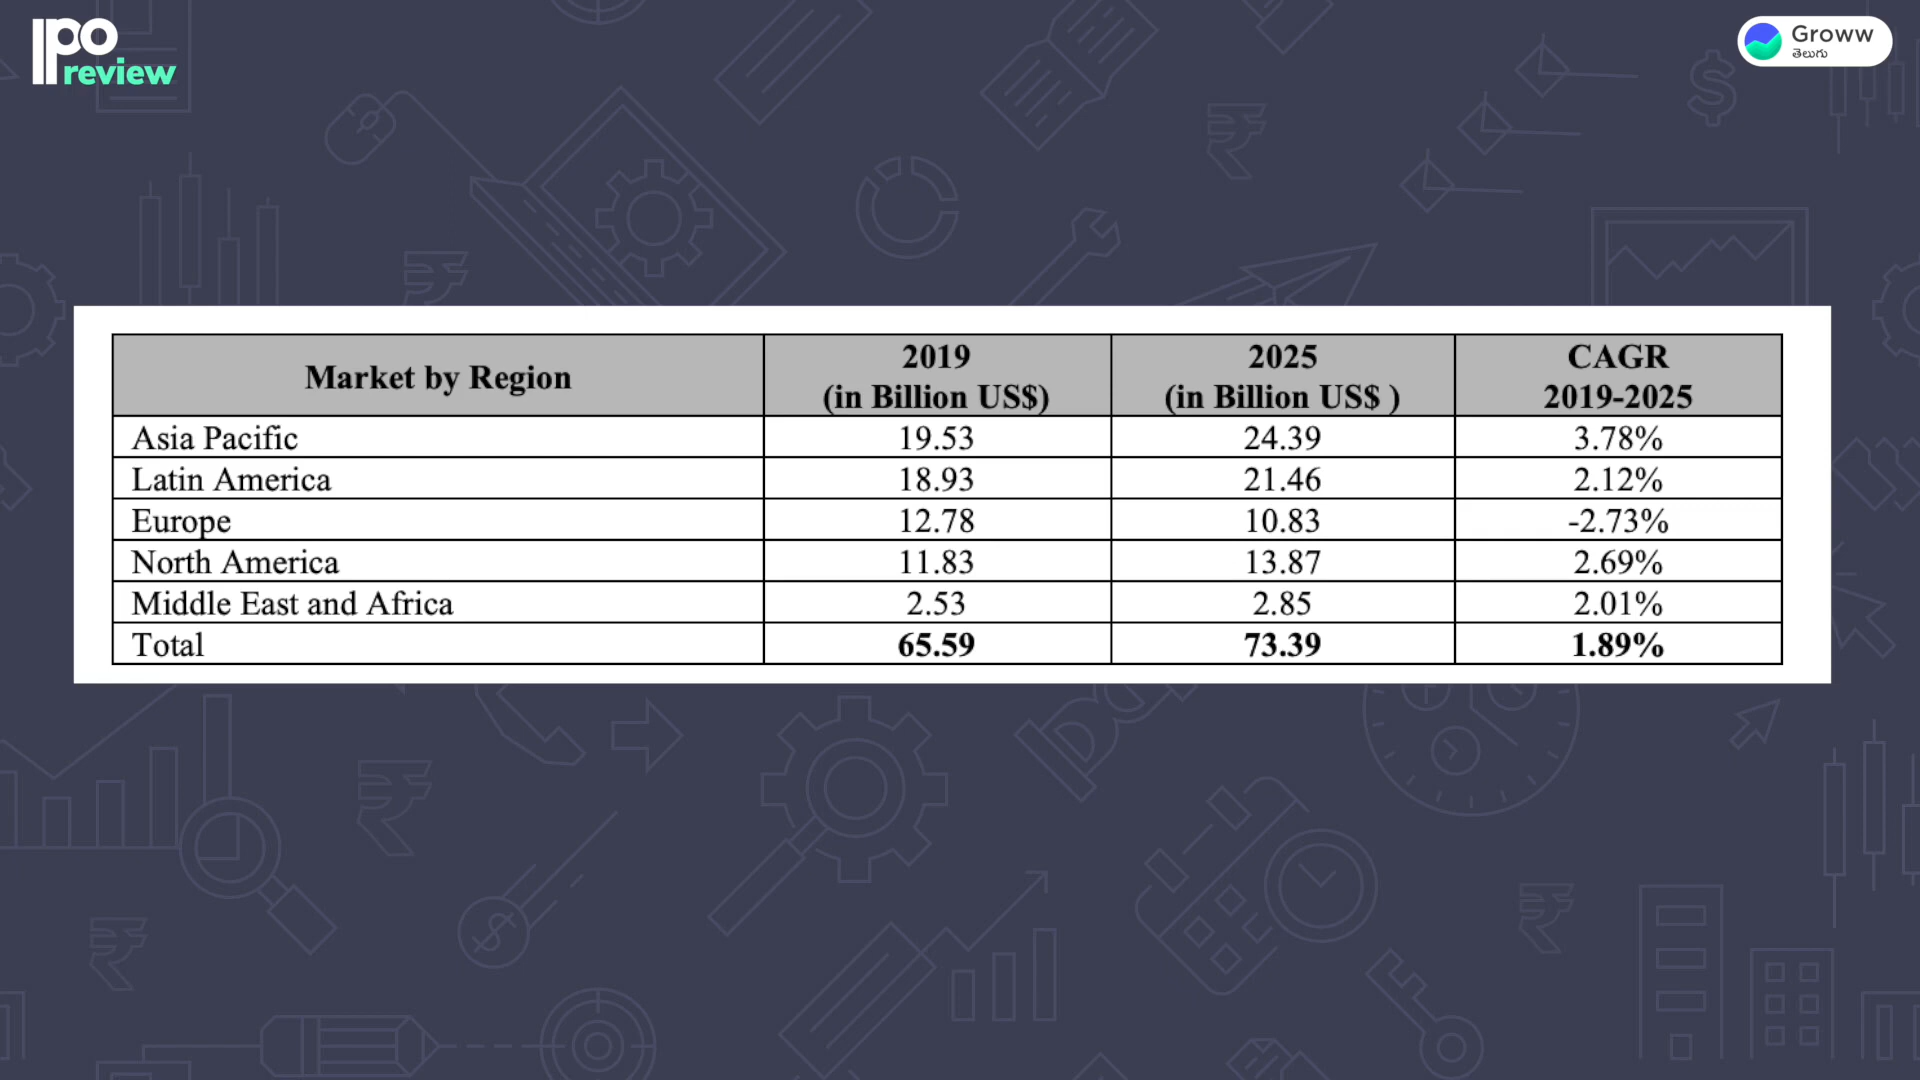 IPO
review
Groww
తెలుగు
Market by Region
2019
(in Billion US$)
2025
(in Billion US$ )
CAGR
2019-2025
Asia Pacific 19.53 24.39 3.78%
Latin America 18.93 21.46 2.12%
Europe 12.78 10.83 -2.73%
North America 11.83 13.87 2.69%
Middle East and Africa 2.53 2.85 2.01%
Total 65.59 73.39 1.89%